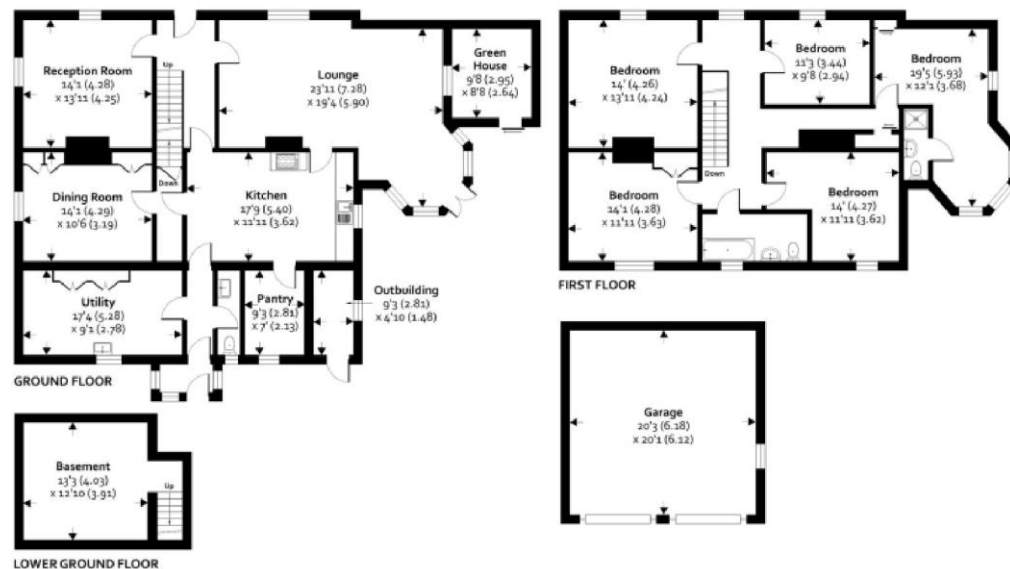 Reception Room
14'1 (4.28)
x 13'11 (4.25)
Up
Lounge
23'11 (7.28)
x 19'4 (5.90)
Green
House
9'8 (2.95)
x 8'8 (2.64)
Dining Room
14'1 (4.29)
x 10'6 (3.19)
Down
Kitchen
17'9 (5.40)
x 11'11 (3.62)
Utility
17'4 (5.28)
x 9'1 (2.78)
Pantry
9'3 (2.81)
x 7' (2.13)
Outbuilding
9'3 (2.81)
x 4'10 (1.48)
GROUND FLOOR
Basement
13'3 (4.03)
x 12'10 (3.91)
Up
LOWER GROUND FLOOR
Bedroom
14' (4.26)
x 13'11 (4.24)
Bedroom
11'3 (3.44)
x 9'8 (2.94)
Bedroom
19'5 (5.93)
x 12'1 (3.68)
Bedroom
14'1 (4.28)
x 11'11 (3.63)
Down
Bedroom
14' (4.27)
x 11'11 (3.62)
FIRST FLOOR
Garage
20'3 (6.18)
x 20'1 (6.12)